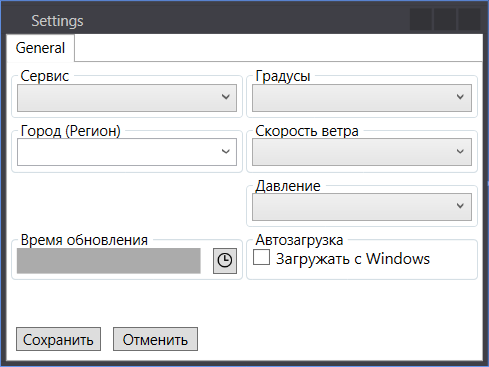 Settings
General
Сервис
Градусы
Город (Регион)
Скорость ветра
Давление
Время обновления
Автозагрузка
Загружать с Windows
Сохранить
Отменить